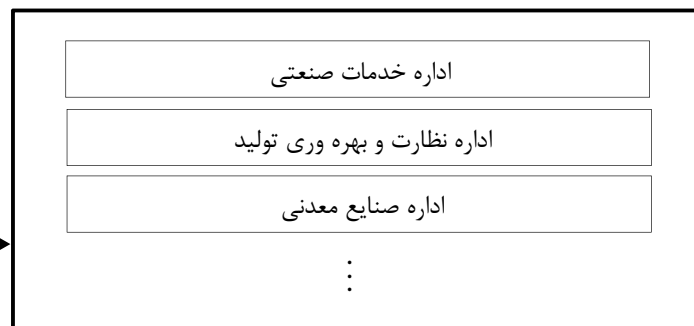 اداره خدمات صنعتی
اداره نظارت و بهره وری تولید
اداره صنایع معدنی
⋮